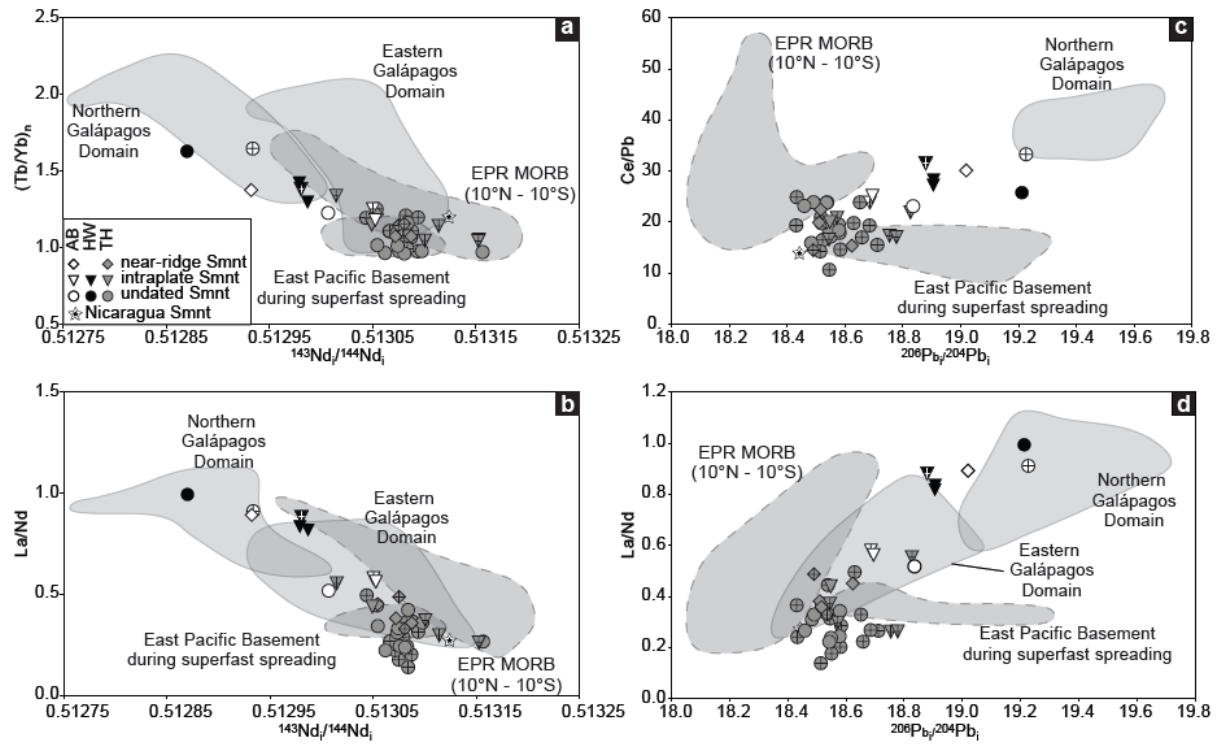 2.5
2.0
1.5
1.0
0.5
(Tb/Yb)n
a
Northern
Galápagos
Domain
Eastern
Galápagos
Domain
EPR MORB
(10°N - 10°S)
East Pacific Basement
during superfast spreading
AB
HW
TH
near-ridge Smnt
intraplate Smnt
undated Smnt
Nicaragua Smnt
0.51275 0.51285 0.51295 0.51305 0.51315 0.51325
143Ndi/144Ndi
60
50
40
30
20
10
0.
Ce/Pb
c
EPR MORB
(10°N - 10°S)
Northern
Galápagos
Domain
East Pacific Basement
during superfast spreading
18.0 18.2 18.4 18.6 18.8 19.0 19.2 19.4 19.6 19.8
206Pbi/204Pbi
1.5
1.0
0.5
0.0
La/Nd
b
Northern
Galápagos
Domain
Eastern
Galápagos
Domain
East Pacific Basement
during superfast spreading
EPR MORB
(10°N - 10°S)
0.51275 0.51285 0.51295 0.51305 0.51315 0.51325
143Ndi/144Ndi
1.2
1.0
0.8
0.6
0.4
0.2
0.0
La/Nd
d
EPR MORB
(10°N - 10°S)
Northern
Galápagos
Domain
Eastern
Galápagos
Domain
East Pacific Basement
during superfast spreading
18.0 18.2 18.4 18.6 18.8 19.0 19.2 19.4 19.6 19.8
206Pbi/204Pbi